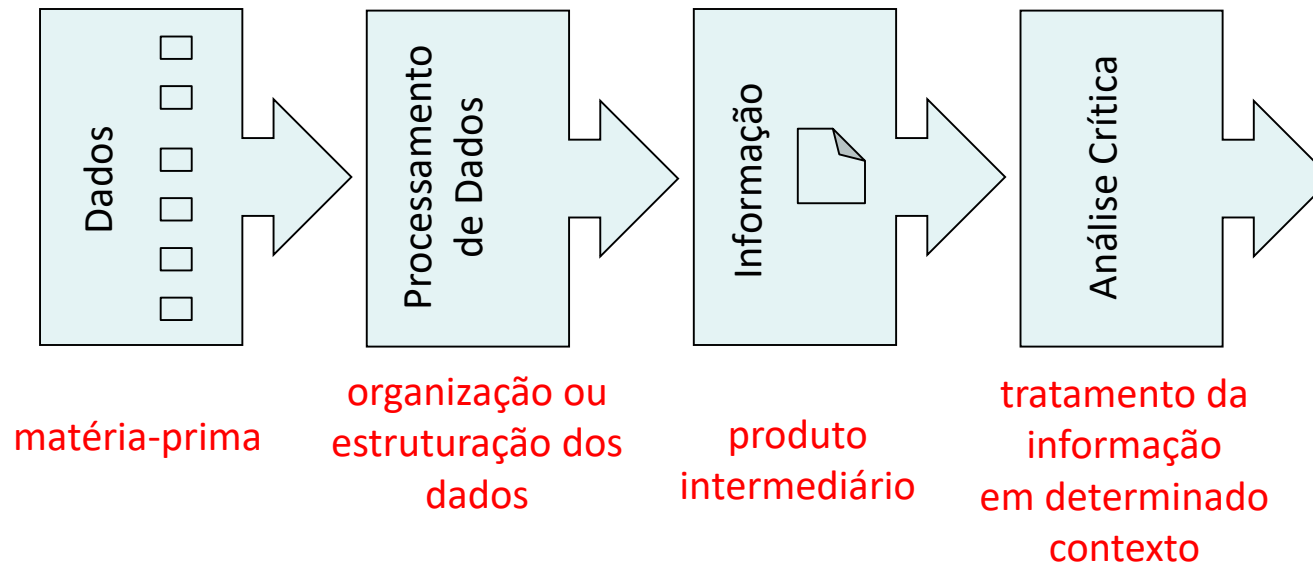 Dados
Processamento
de Dados
Informação
Análise Crítica
matéria-prima
organização ou
estruturação dos
dados
produto
intermediário
tratamento da
informação
em determinado
contexto